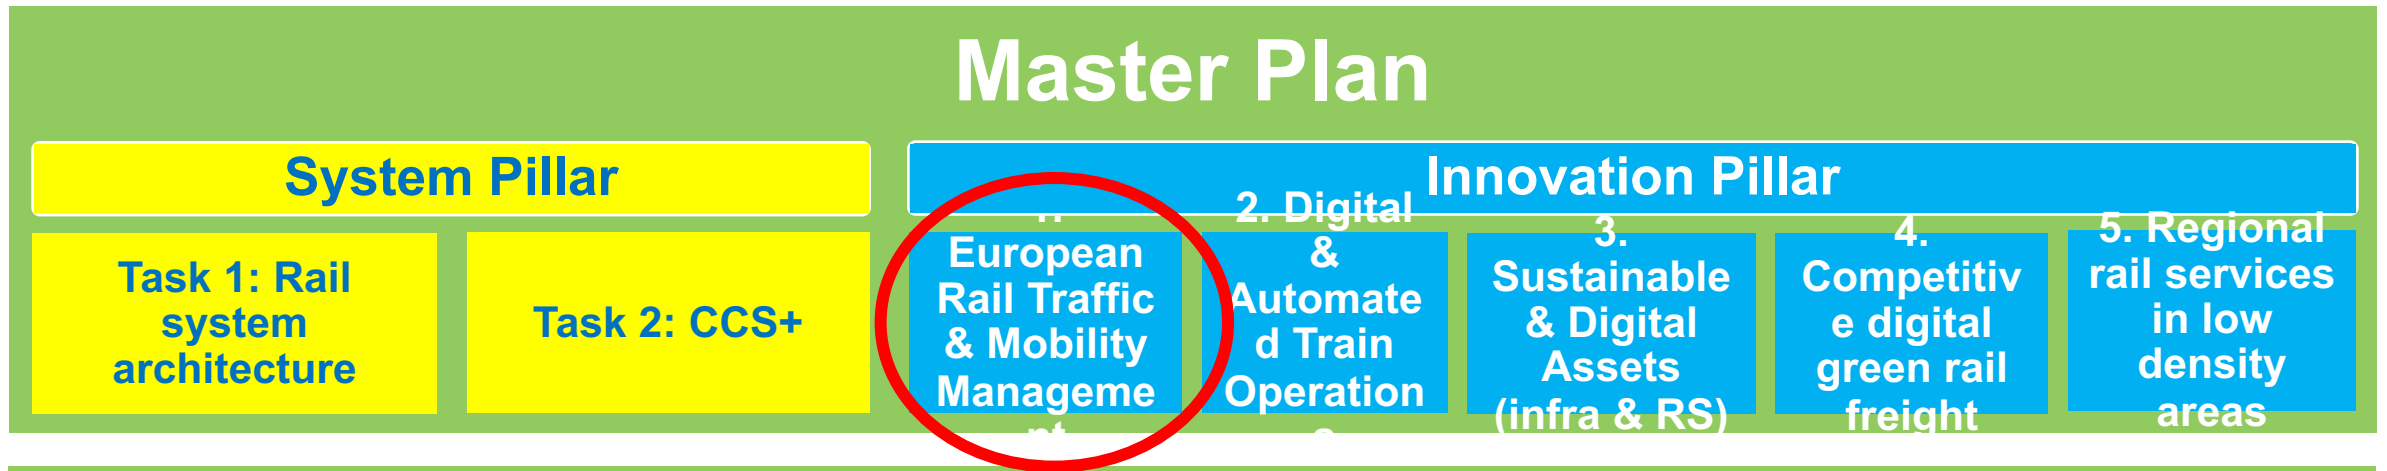 Master Plan
System Pillar
Innovation Pillar
Task 1: Rail
system
architecture
Task 2: CCS+
1.
European
Rail Traffic
& Mobility
Manageme
nt
2. Digital
&
Automate
d Train
Operation
s
3.
Sustainable
& Digital
Assets
(infra & RS)
4.
Competitiv
e digital
green rail
freight
5. Regional
rail services
in low
density
areas